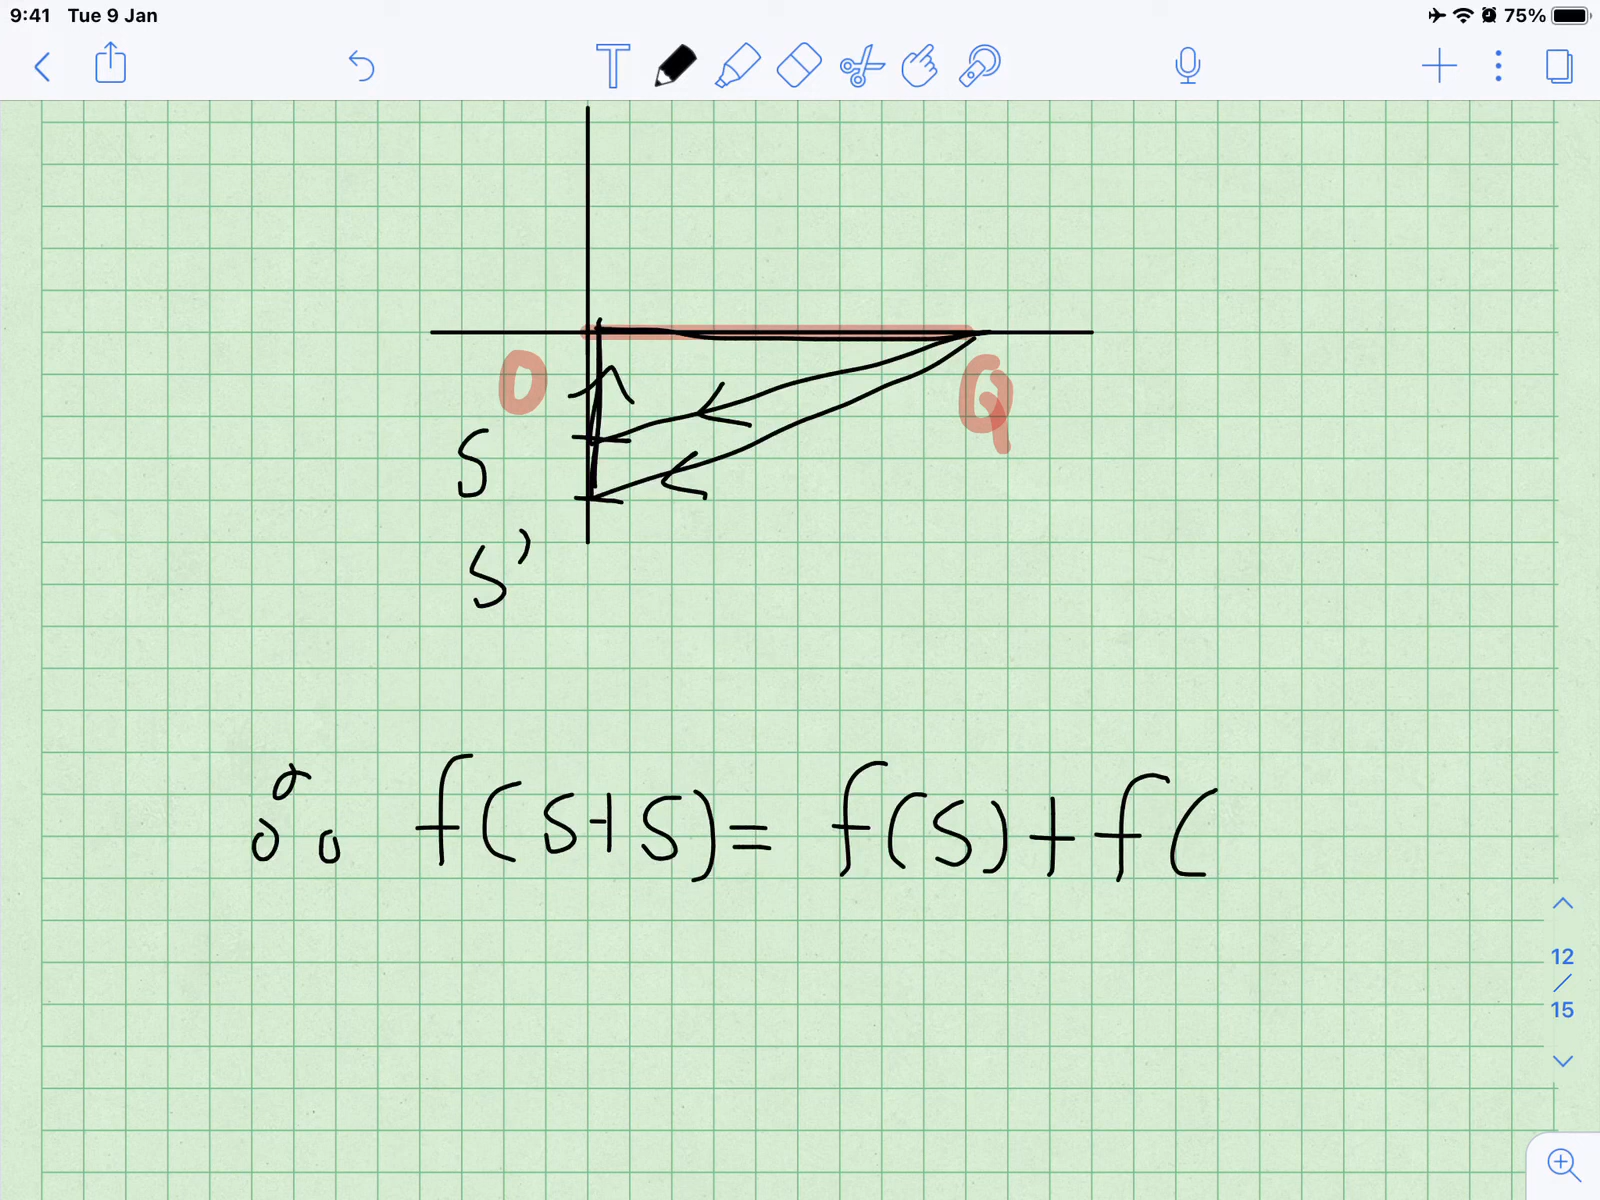 9:41 Tue 9 Jan 75%
T
O Q
S
S'
∴ f(S+S)= f(S)+f(
12
/
15